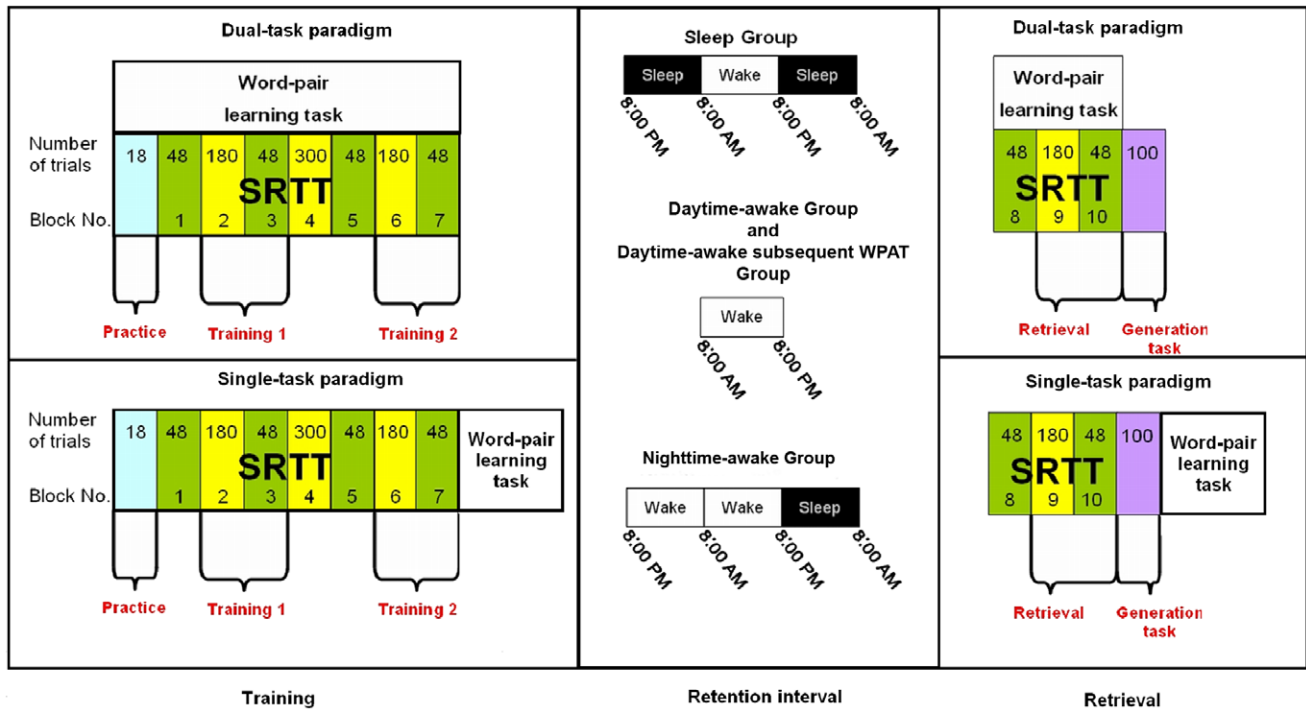 Dual-task paradigm
Word-pair
learning task
Number
of trials
18 48 180 48 300 48 180 48
SRTT
Block No.
1 2 3 4 5 6 7
Practice Training 1 Training 2
Single-task paradigm
Number
of trials
18 48 180 48 300 48 180 48
SRTT
Word-pair
learning
task
Block No.
1 2 3 4 5 6 7
Practice Training 1 Training 2
Training
Sleep Group
Sleep Wake Sleep
8:00 PM 8:00 AM 8:00 PM 8:00 AM
Daytime-awake Group
and
Daytime-awake subsequent WPAT
Group
Wake
8:00 AM 8:00 PM
Nighttime-awake Group
Wake Wake Sleep
8:00 PM 8:00 AM 8:00 PM 8:00 AM
Retention interval
Dual-task paradigm
Word-pair
learning task
48 180 48 100
SRTT
8 9 10
Retrieval Generation
task
Single-task paradigm
48 180 48 100
SRTT
8 9 10
Word-pair
learning
task
Retrieval Generation
task
Retrieval